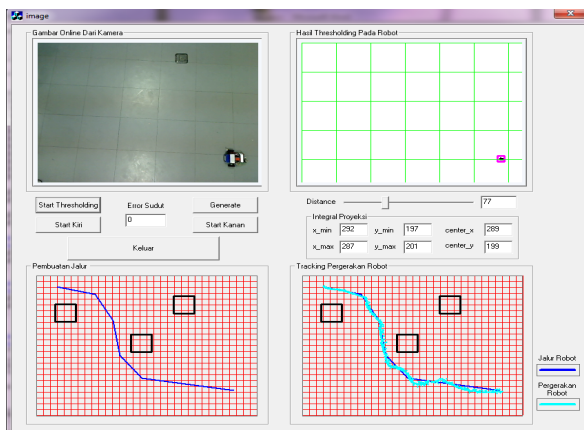 image
Gambar Online Dari Kamera
Hasil Thresholding Pada Robot
Start Thresholding
Error Sudut
Generate
Distance
77
0
Start Kiri
Start Kanan
Integral Proyeksi
x_min 292 y_min 197 center_x 289
Keluar
x_max 287 y_max 201 center_y 199
Pembuatan Jalur
Tracking Pergerakan Robot
Jalur Robot
Pergerakan
Robot